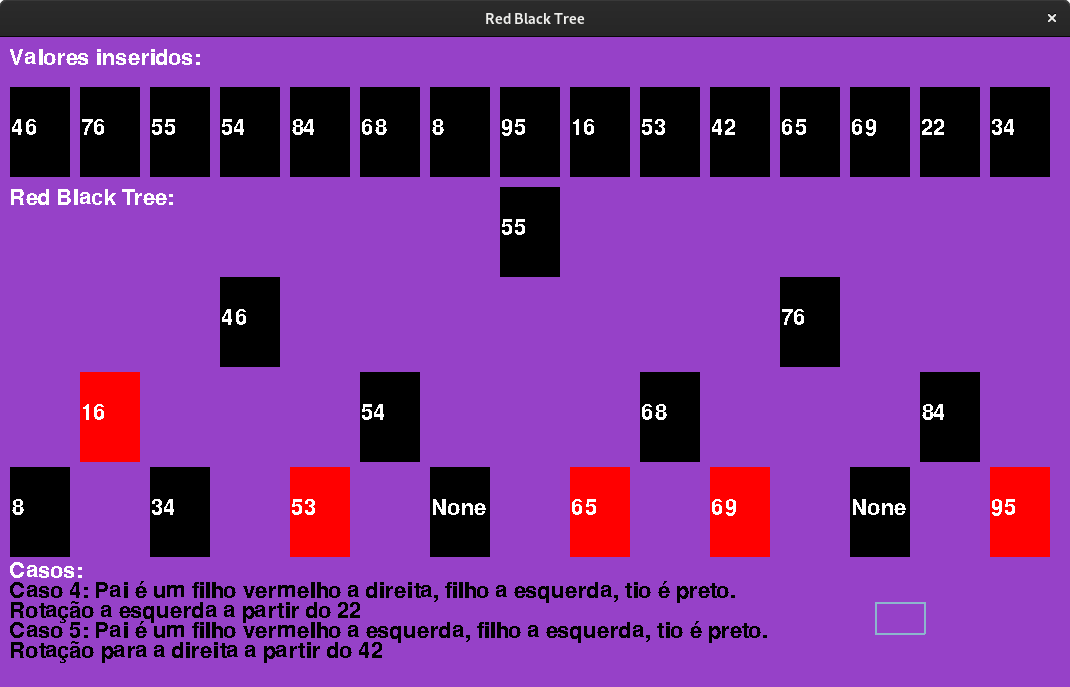 Red Black Tree
Valores inseridos:
46 76 55 54 84 68 8 95 16 53 42 65 69 22 34
Red Black Tree:
55
46 76
16 54 68 84
8 34 53 None 65 69 None 95
Casos:
Caso 4: Pai é um filho vermelho a direita, filho a esquerda, tio é preto.
Rotação a esquerda a partir do 22
Caso 5: Pai é um filho vermelho a esquerda, filho a esquerda, tio é preto.
Rotação para a direita a partir do 42